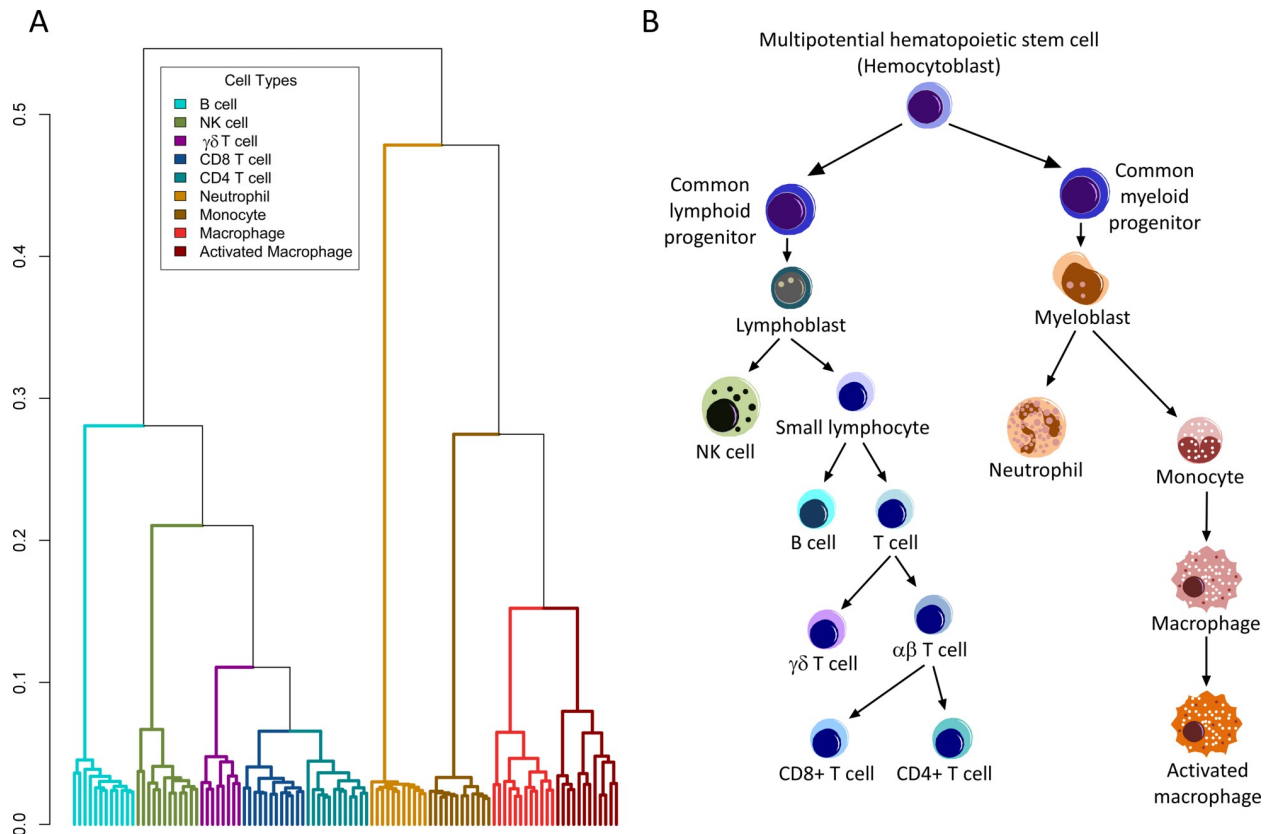 A
0.5
0.4
0.3
0.2
0.1
0.0
Cell Types
B cell
NK cell
γδ T cell
CD8 T cell
CD4 T cell
Neutrophil
Monocyte
Macrophage
Activated Macrophage
B
Multipotential hematopoietic stem cell
(Hemocytoblast)
Common
lymphoid
progenitor
Common
myeloid
progenitor
Lymphoblast
Myeloblast
NK cell
Small lymphocyte
Neutrophil
Monocyte
B cell
T cell
γδ T cell
αβ T cell
Macrophage
CD8+ T cell
CD4+ T cell
Activated
macrophage